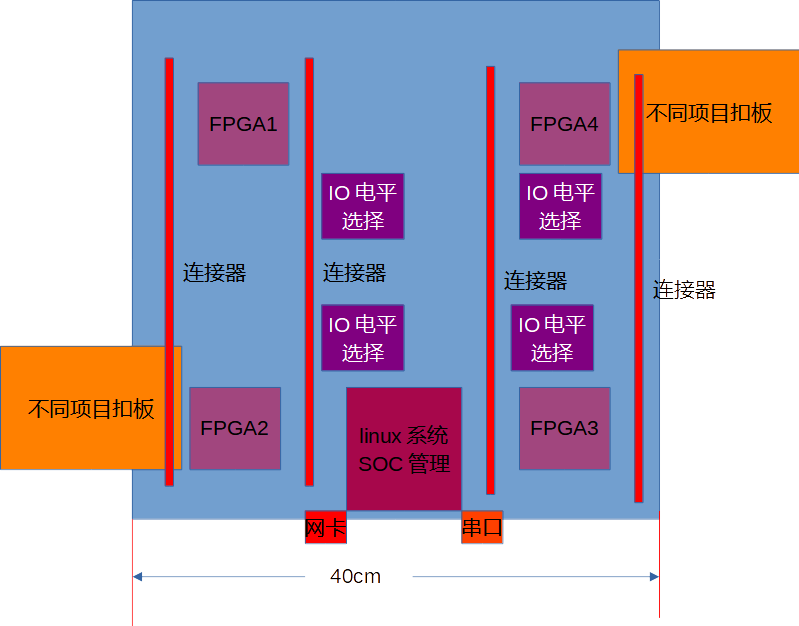 FPGA1
FPGA4
不同项目扣板
IO 电平
选择
IO 电平
选择
连接器
连接器
连接器
连接器
IO 电平
选择
IO 电平
选择
不同项目扣板
FPGA2
linux 系统
SOC 管理
FPGA3
网卡
串口
40cm